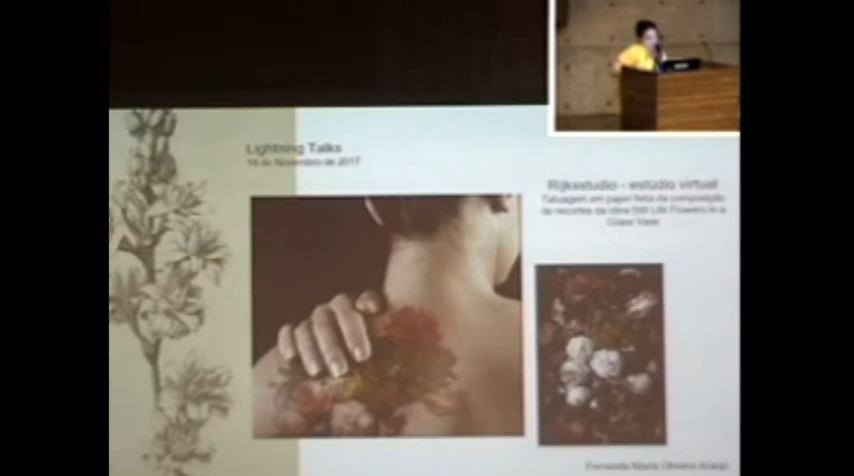 Lightning Talks
14 de Novembro de 2017
Rijksstudio - estúdio virtual
Tatuagem em papel feita da composição
de recortes da obra Still Life Flowers in a
Glass Vase
Fernanda Maria Oliveira Araujo